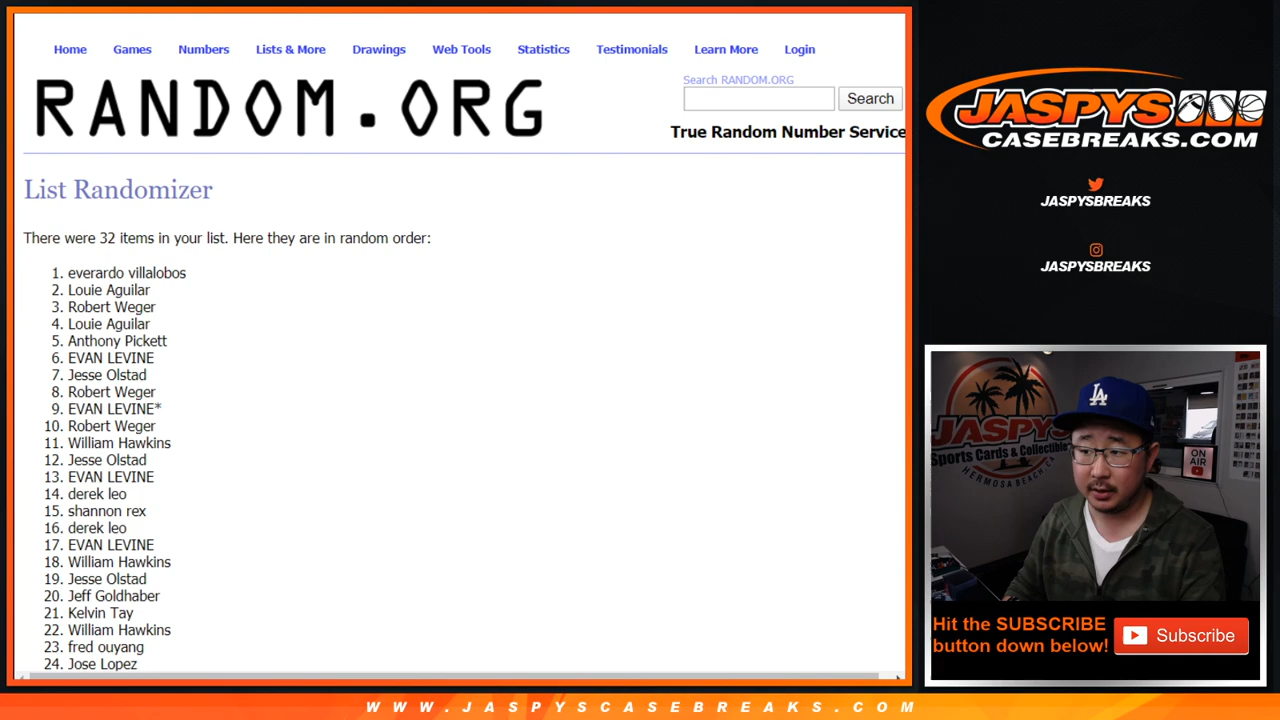 Home Games Numbers Lists & More Drawings Web Tools Statistics Testimonials Learn More Login
RANDOM.ORG
Search RANDOM.ORG
Search
True Random Number Service
List Randomizer
There were 32 items in your list. Here they are in random order:
1. everardo villalobos
2. Louie Aguilar
3. Robert Weger
4. Louie Aguilar
5. Anthony Pickett
6. EVAN LEVINE
7. Jesse Olstad
8. Robert Weger
9. EVAN LEVINE*
10. Robert Weger
11. William Hawkins
12. Jesse Olstad
13. EVAN LEVINE
14. derek leo
15. shannon rex
16. derek leo
17. EVAN LEVINE
18. William Hawkins
19. Jesse Olstad
20. Jeff Goldhaber
21. Kelvin Tay
22. William Hawkins
23. fred ouyang
24. Jose Lopez
JASPYS
CASEBREAKS.COM
JASPYSBREAKS
JASPYSBREAKS
JASPYS
Sports Cards & Collectibles
HERMOSA BEACH CA
LA
ON
AIR
Hit the SUBSCRIBE
button down below!
Subscribe
WWW.JASPYSCASEBREAKS.COM